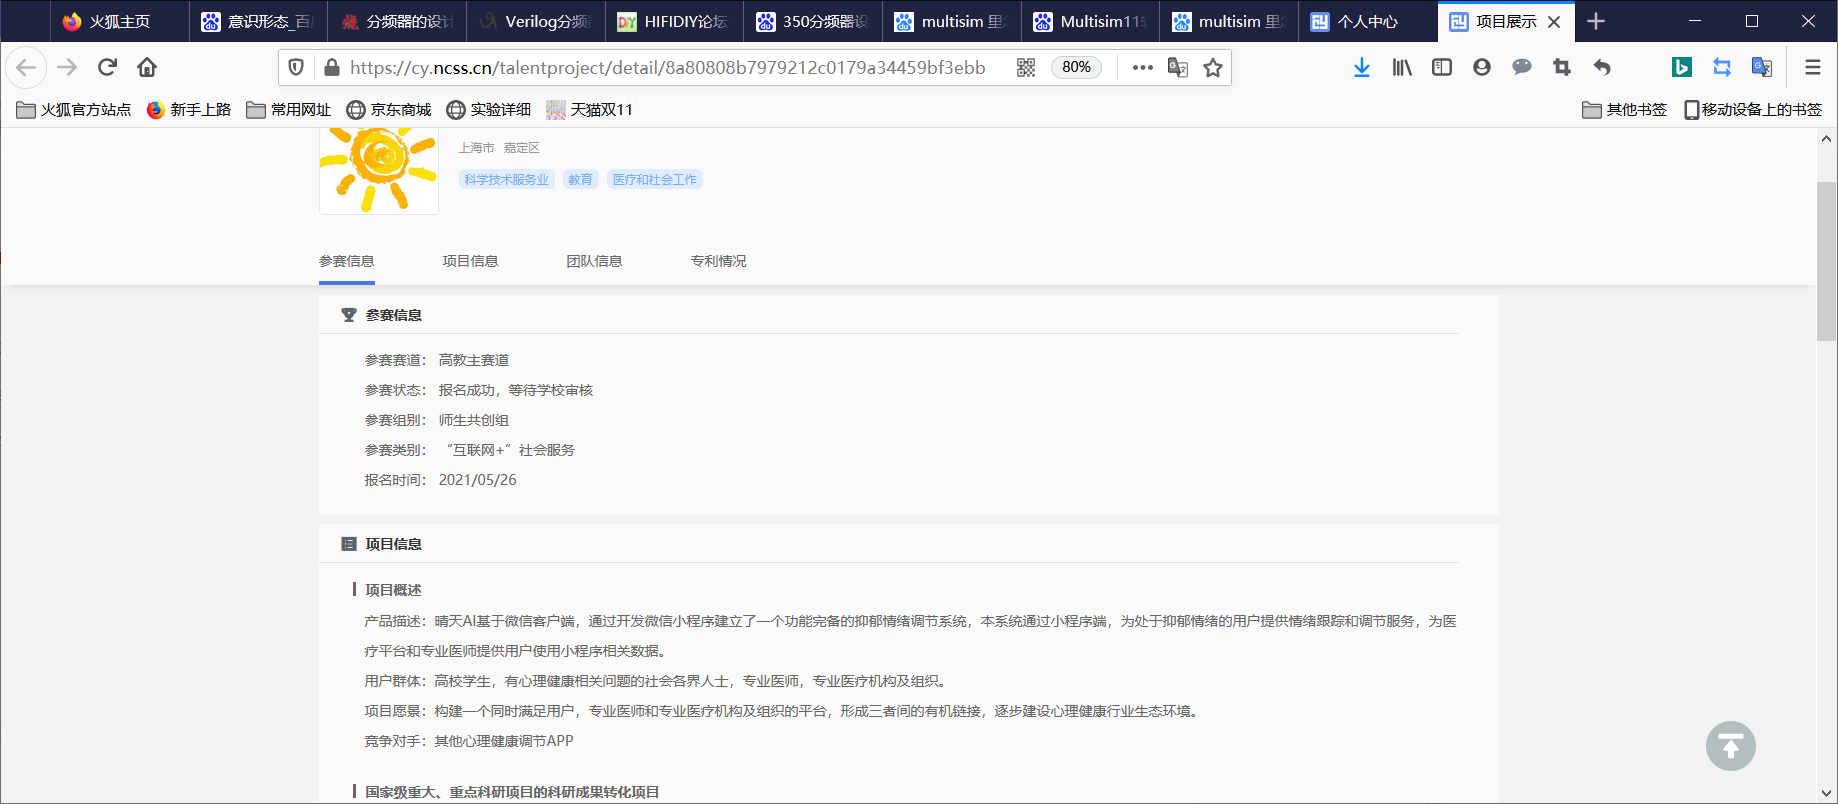 火狐主页
意识形态_百
分频器的设计
Verilog分频
HIFIDIY论坛
350分频器设
multisim 里
Multisim11
multisim 里
个人中心
项目展示
https://cy.ncss.cn/talentproject/detail/8a80808b7979212c0179a34459bf3ebb
80%
火狐官方站点 新手上路 常用网址 京东商城 实验详细 天猫双11 其他书签 移动设备上的书签
上海市 嘉定区
科学技术服务业 教育 医疗和社会工作
参赛信息 项目信息 团队信息 专利情况
参赛信息
参赛赛道： 高教主赛道
参赛状态： 报名成功，等待学校审核
参赛组别： 师生共创组
参赛类别： “互联网+”社会服务
报名时间： 2021/05/26
项目信息
项目概述
产品描述：晴天AI基于微信客户端，通过开发微信小程序建立了一个功能完备的抑郁情绪调节系统，本系统通过小程序端，为处于抑郁情绪的用户提供情绪跟踪和调节服务，为医
疗平台和专业医师提供用户使用小程序相关数据。
用户群体：高校学生，有心理健康相关问题的社会各界人士，专业医师，专业医疗机构及组织。
项目愿景：构建一个同时满足用户，专业医师和专业医疗机构及组织的平台，形成三者间的有机链接，逐步建设心理健康行业生态环境。
竞争对手：其他心理健康调节APP
国家级重大、重点科研项目的科研成果转化项目